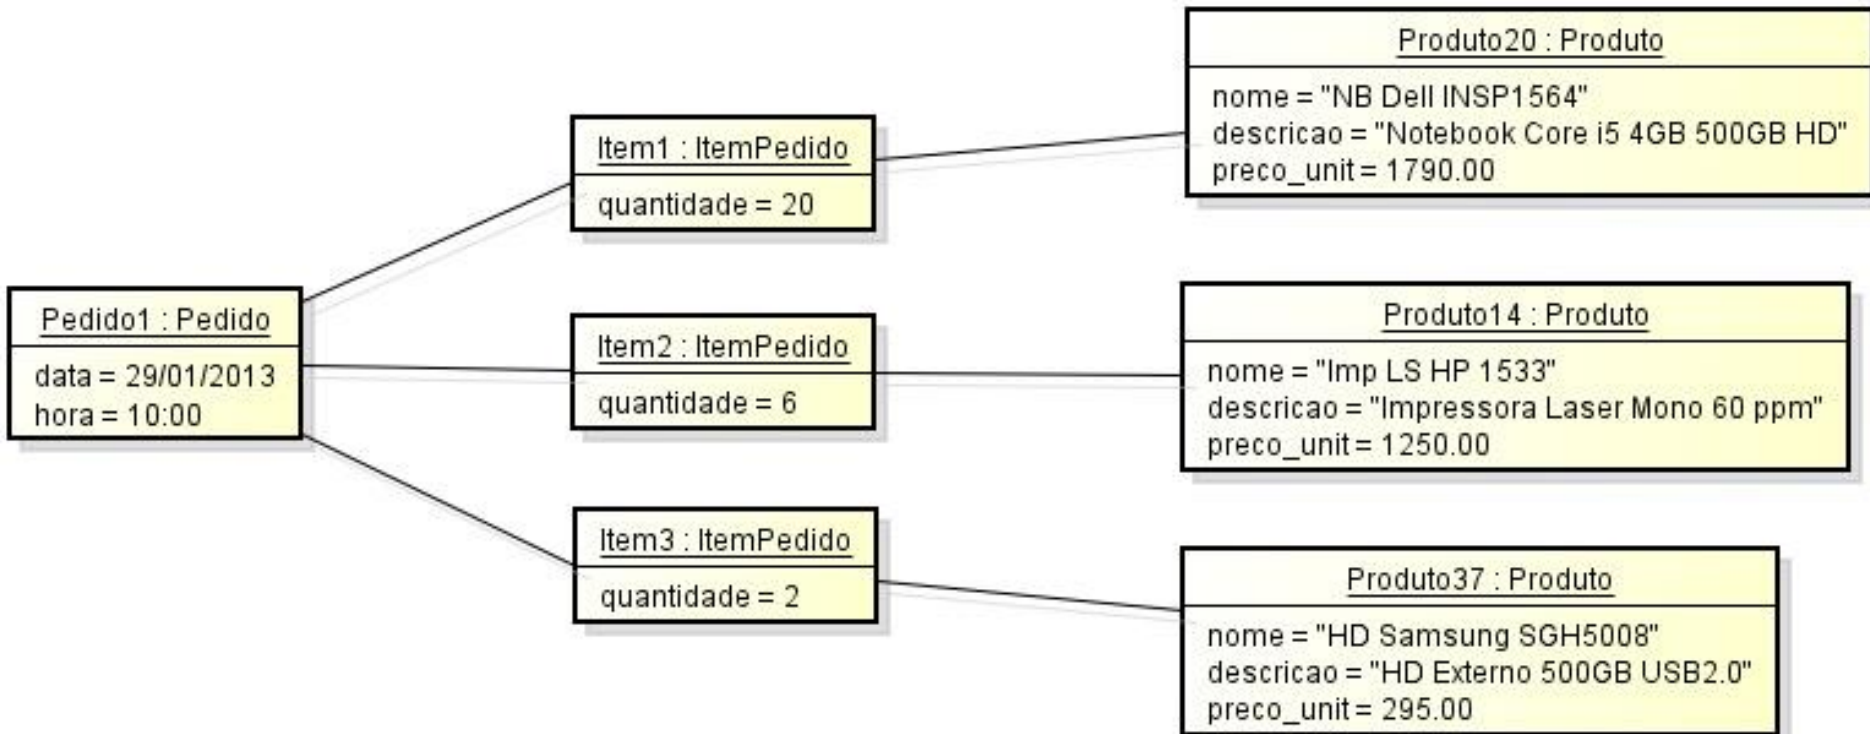 Pedido1 : Pedido
data = 29/01/2013
hora = 10:00
Item1 : ItemPedido
quantidade = 20
Item2 : ItemPedido
quantidade = 6
Item3 : ItemPedido
quantidade = 2
Produto20 : Produto
nome = "NB Dell INSP1564"
descricao = "Notebook Core i5 4GB 500GB HD"
preco_unit = 1790.00
Produto14 : Produto
nome = "Imp LS HP 1533"
descricao = "Impressora Laser Mono 60 ppm"
preco_unit = 1250.00
Produto37 : Produto
nome = "HD Samsung SGH5008"
descricao = "HD Externo 500GB USB2.0"
preco_unit = 295.00